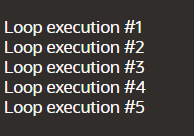 Loop execution #1
Loop execution #2
Loop execution #3
Loop execution #4
Loop execution #5